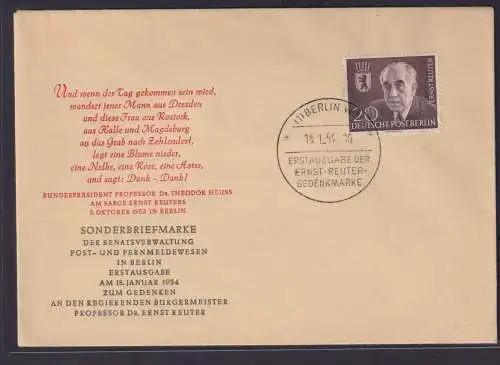 Und wenn der Tag gekommen sein wird,
wandert jener Mann aus Dresden
und diese Frau aus Rostock,
aus Halle und Magdeburg
an das Grab nach Zehlendorf,
legt eine Blume nieder,
eine Nelke, eine Rose, eine Aster,
und sagt: Dank - Dank!
BUNDESPRÄSIDENT PROFESSOR DR. THEODOR HEUSS
AM SARGE ERNST REUTERS
3. OKTOBER 1953 IN BERLIN
SONDERBRIEFMARKE
DER SENATSVERWALTUNG
POST- UND FERNMELDEWESEN
IN BERLIN
ERSTAUSGABE
AM 18. JANUAR 1954
ZUM GEDENKEN
AN DEN REGIERENDEN BÜRGERMEISTER
PROFESSOR DR. ERNST REUTER
BERLIN
18.1.54
ERSTAUSGABE DER
ERNST-REUTER-
GEDENKMARKE
20
ERNST REUTER
DEUTSCHE POST BERLIN